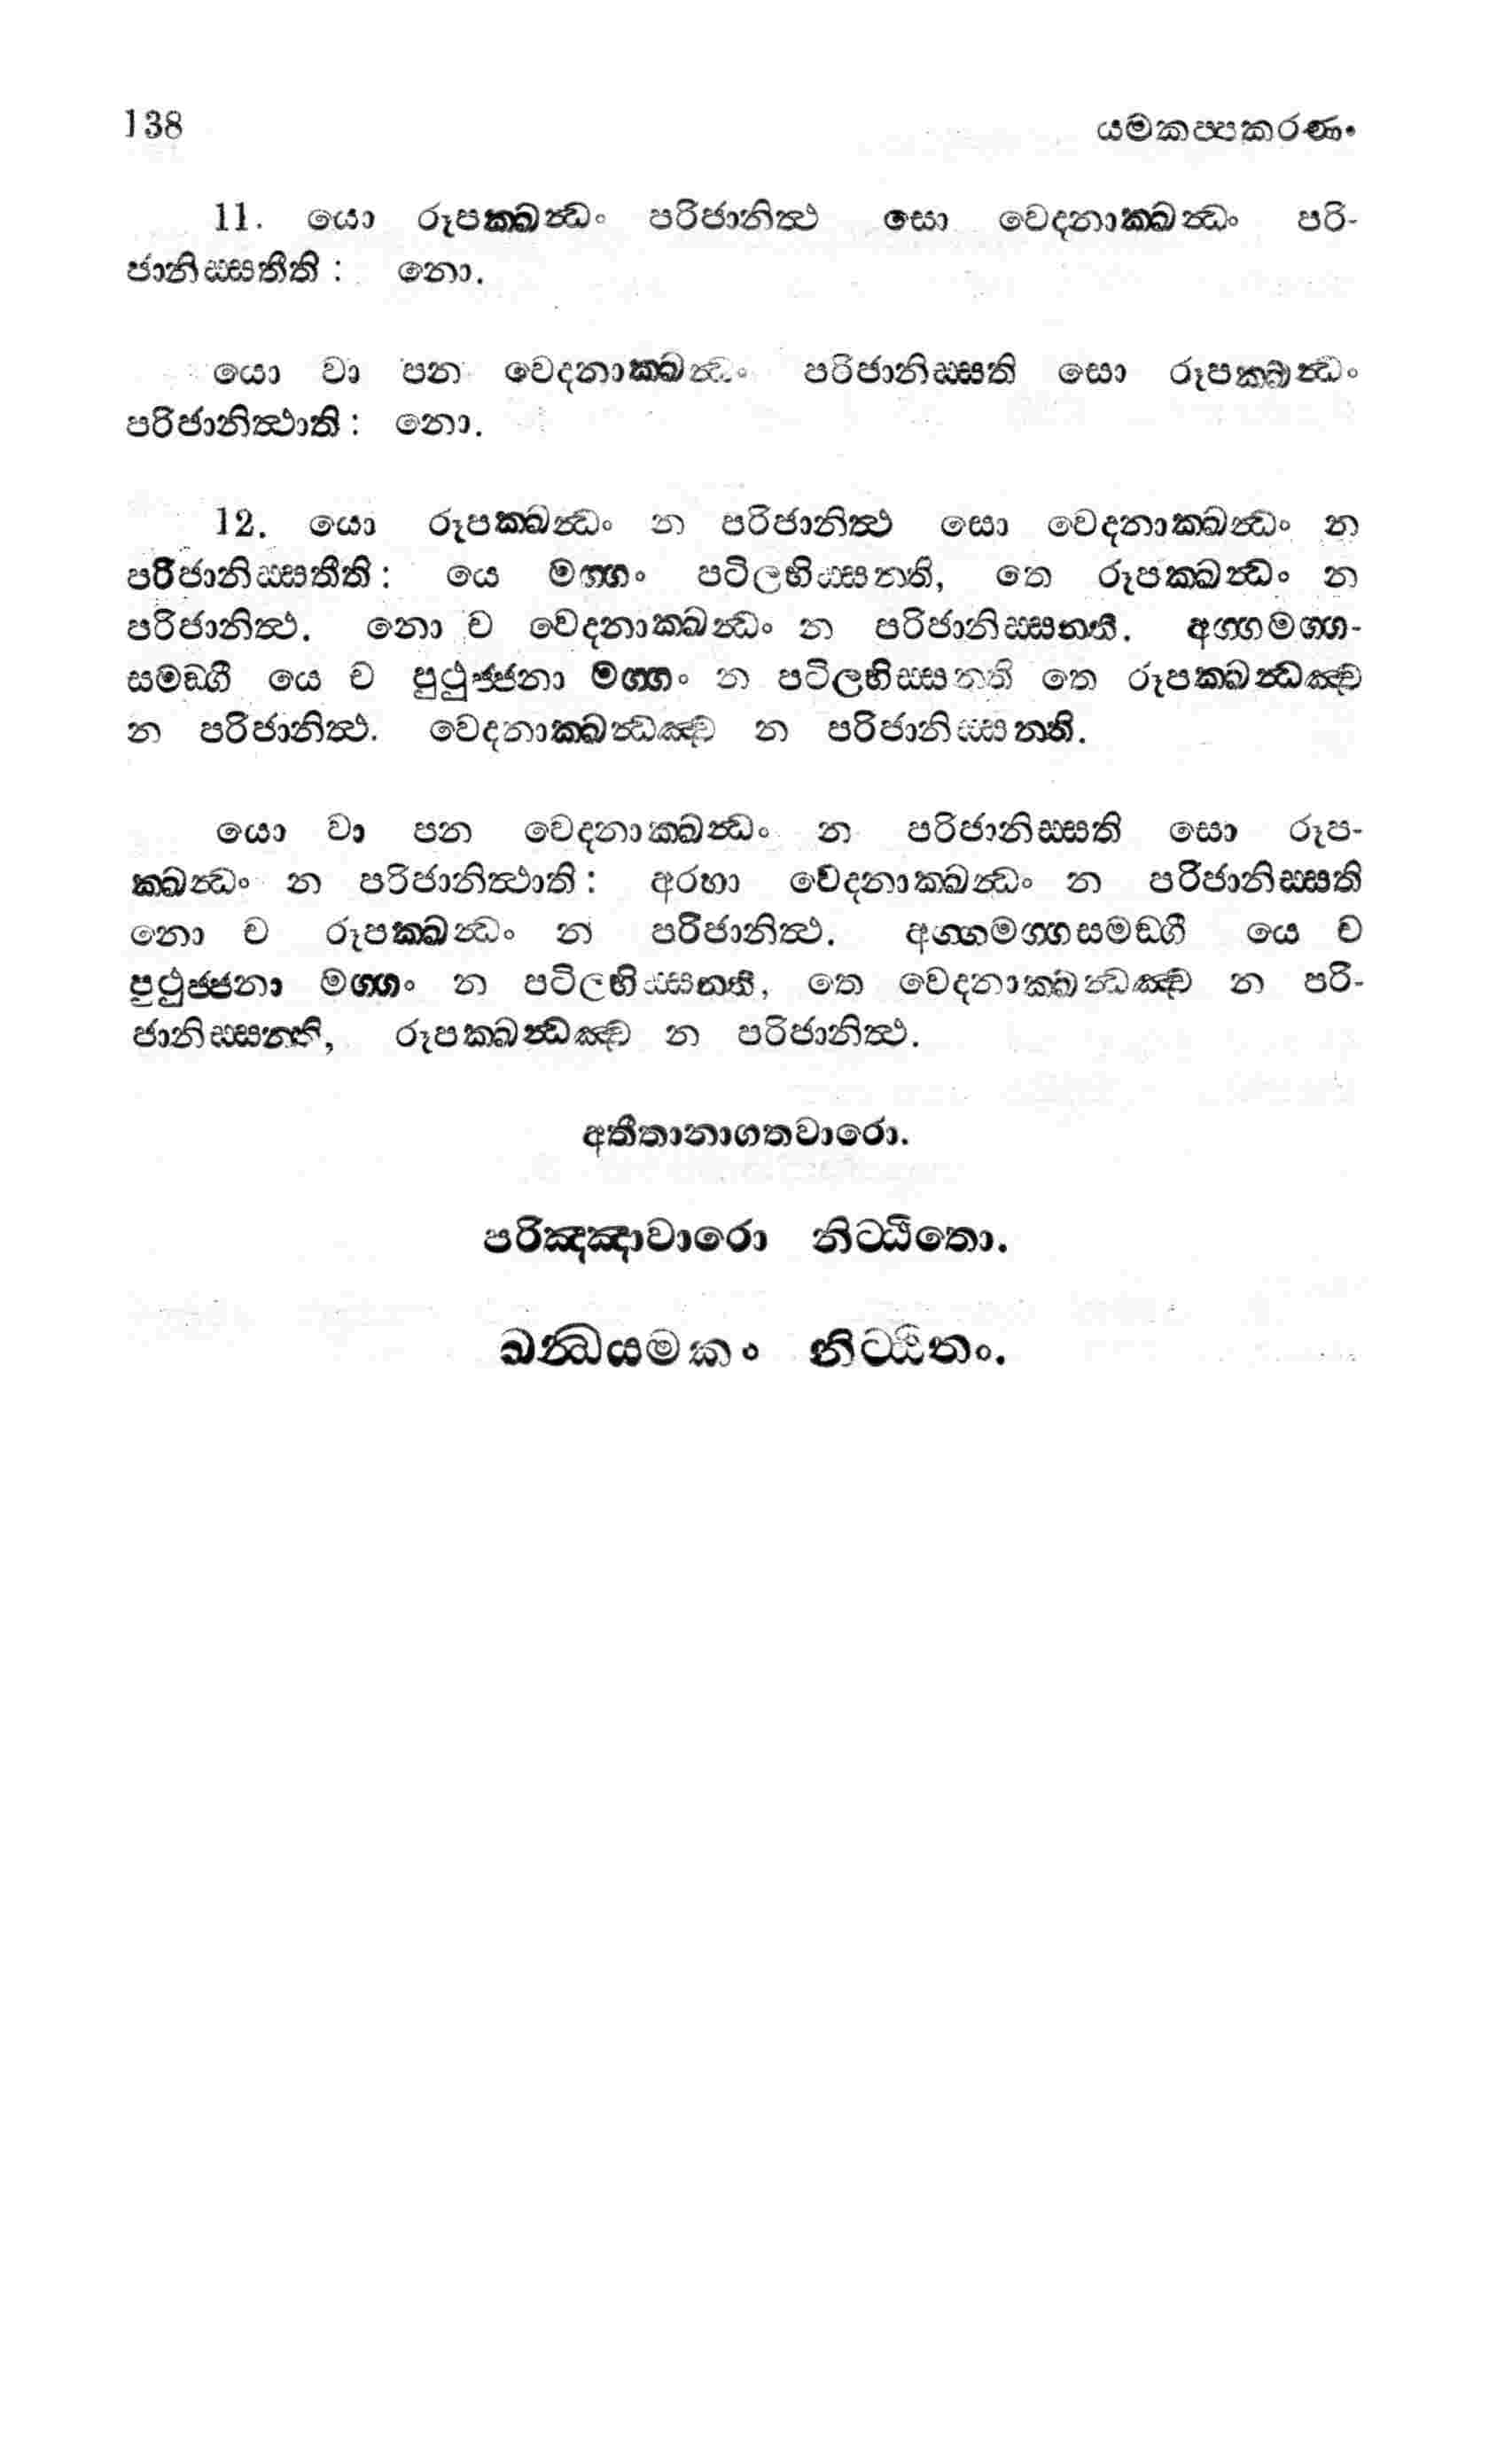 138 යමකප්පකරණං
11. යො රූපක්ඛන්ධං පරිජානිත්ථ සො වෙදනාක්ඛන්ධං පරි-
ජානිස්සතීති : නො.
යො වා පන වෙදනාක්ඛන්ධං පරිජානිස්සති සො රූපක්ඛන්ධං
පරිජානිත්ථාති : නො.
12. යො රූපක්ඛන්ධං න පරිජානිත්ථ සො වෙදනාක්ඛන්ධං න
පරිජානිස්සතීති : යෙ මග්ගං පටිලභිස්සන්ති, තෙ රූපක්ඛන්ධං න
පරිජානිත්ථ. නො ච වෙදනාක්ඛන්ධං න පරිජානිස්සන්ති. අග්ගමග්ග-
සමඞ්ගී යෙ ච පුථුජ්ජනා මග්ගං න පටිලභිස්සන්ති තෙ රූපක්ඛන්ධඤ්ච
න පරිජානිත්ථ. වෙදනාක්ඛන්ධඤ්ච න පරිජානිස්සන්ති.
යො වා පන වෙදනාක්ඛන්ධං න පරිජානිස්සති සො රූප-
ක්ඛන්ධං න පරිජානිත්ථාති : අරහා වෙදනාක්ඛන්ධං න පරිජානිස්සති
නො ච රූපක්ඛන්ධං න පරිජානිත්ථ. අග්ගමග්ගසමඞ්ගී යෙ ච
පුථුජ්ජනා මග්ගං න පටිලභිස්සන්ති, තෙ වෙදනාක්ඛන්ධඤ්ච න පරි-
ජානිස්සන්ති, රූපක්ඛන්ධඤ්ච න පරිජානිත්ථ.
අතීතානාගතවාරො.
පරිඤ්ඤාවාරො නිට්ඨිතො.
ඛන්ධයමකං නිට්ඨිතං.